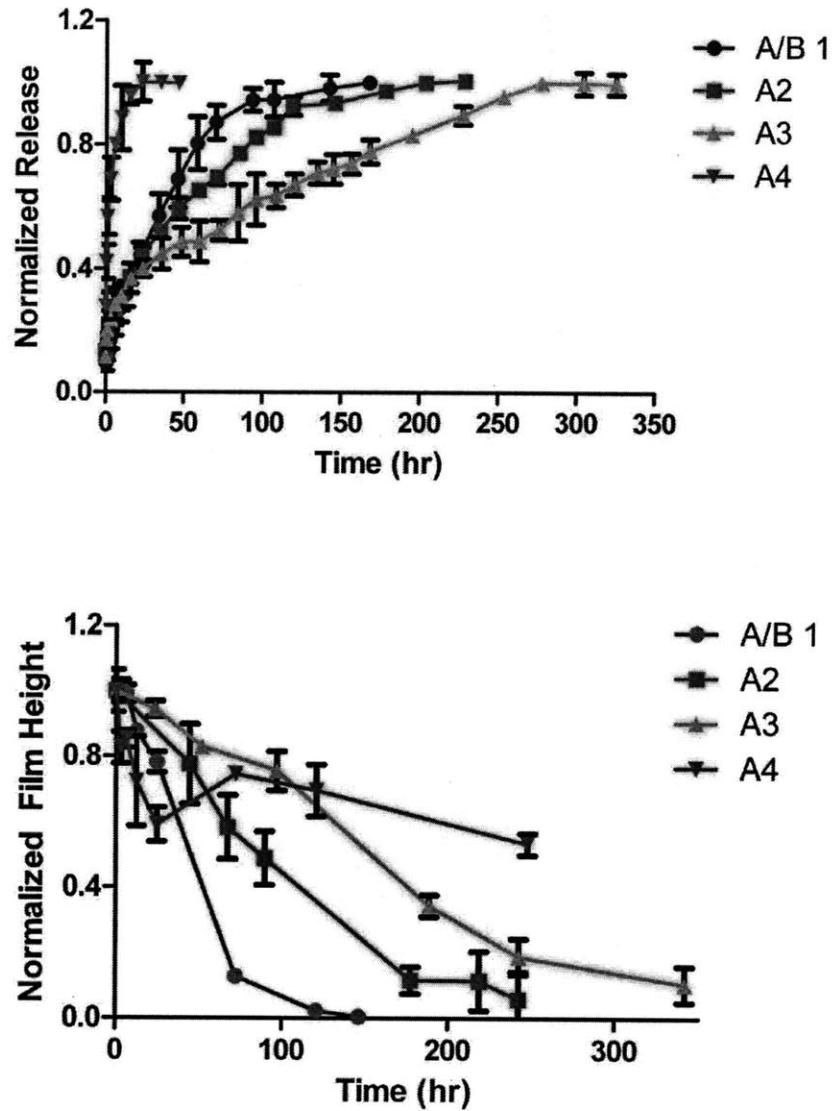 1.2
0.8
0.4
0.0
Normalized Release
0
50
100
150
200
250
300
350
Time (hr)
A/B 1
A2
A3
A4
1.2
0.8
0.4
0.0
Normalized Film Height
0
100
200
300
Time (hr)
A/B 1
A2
A3
A4